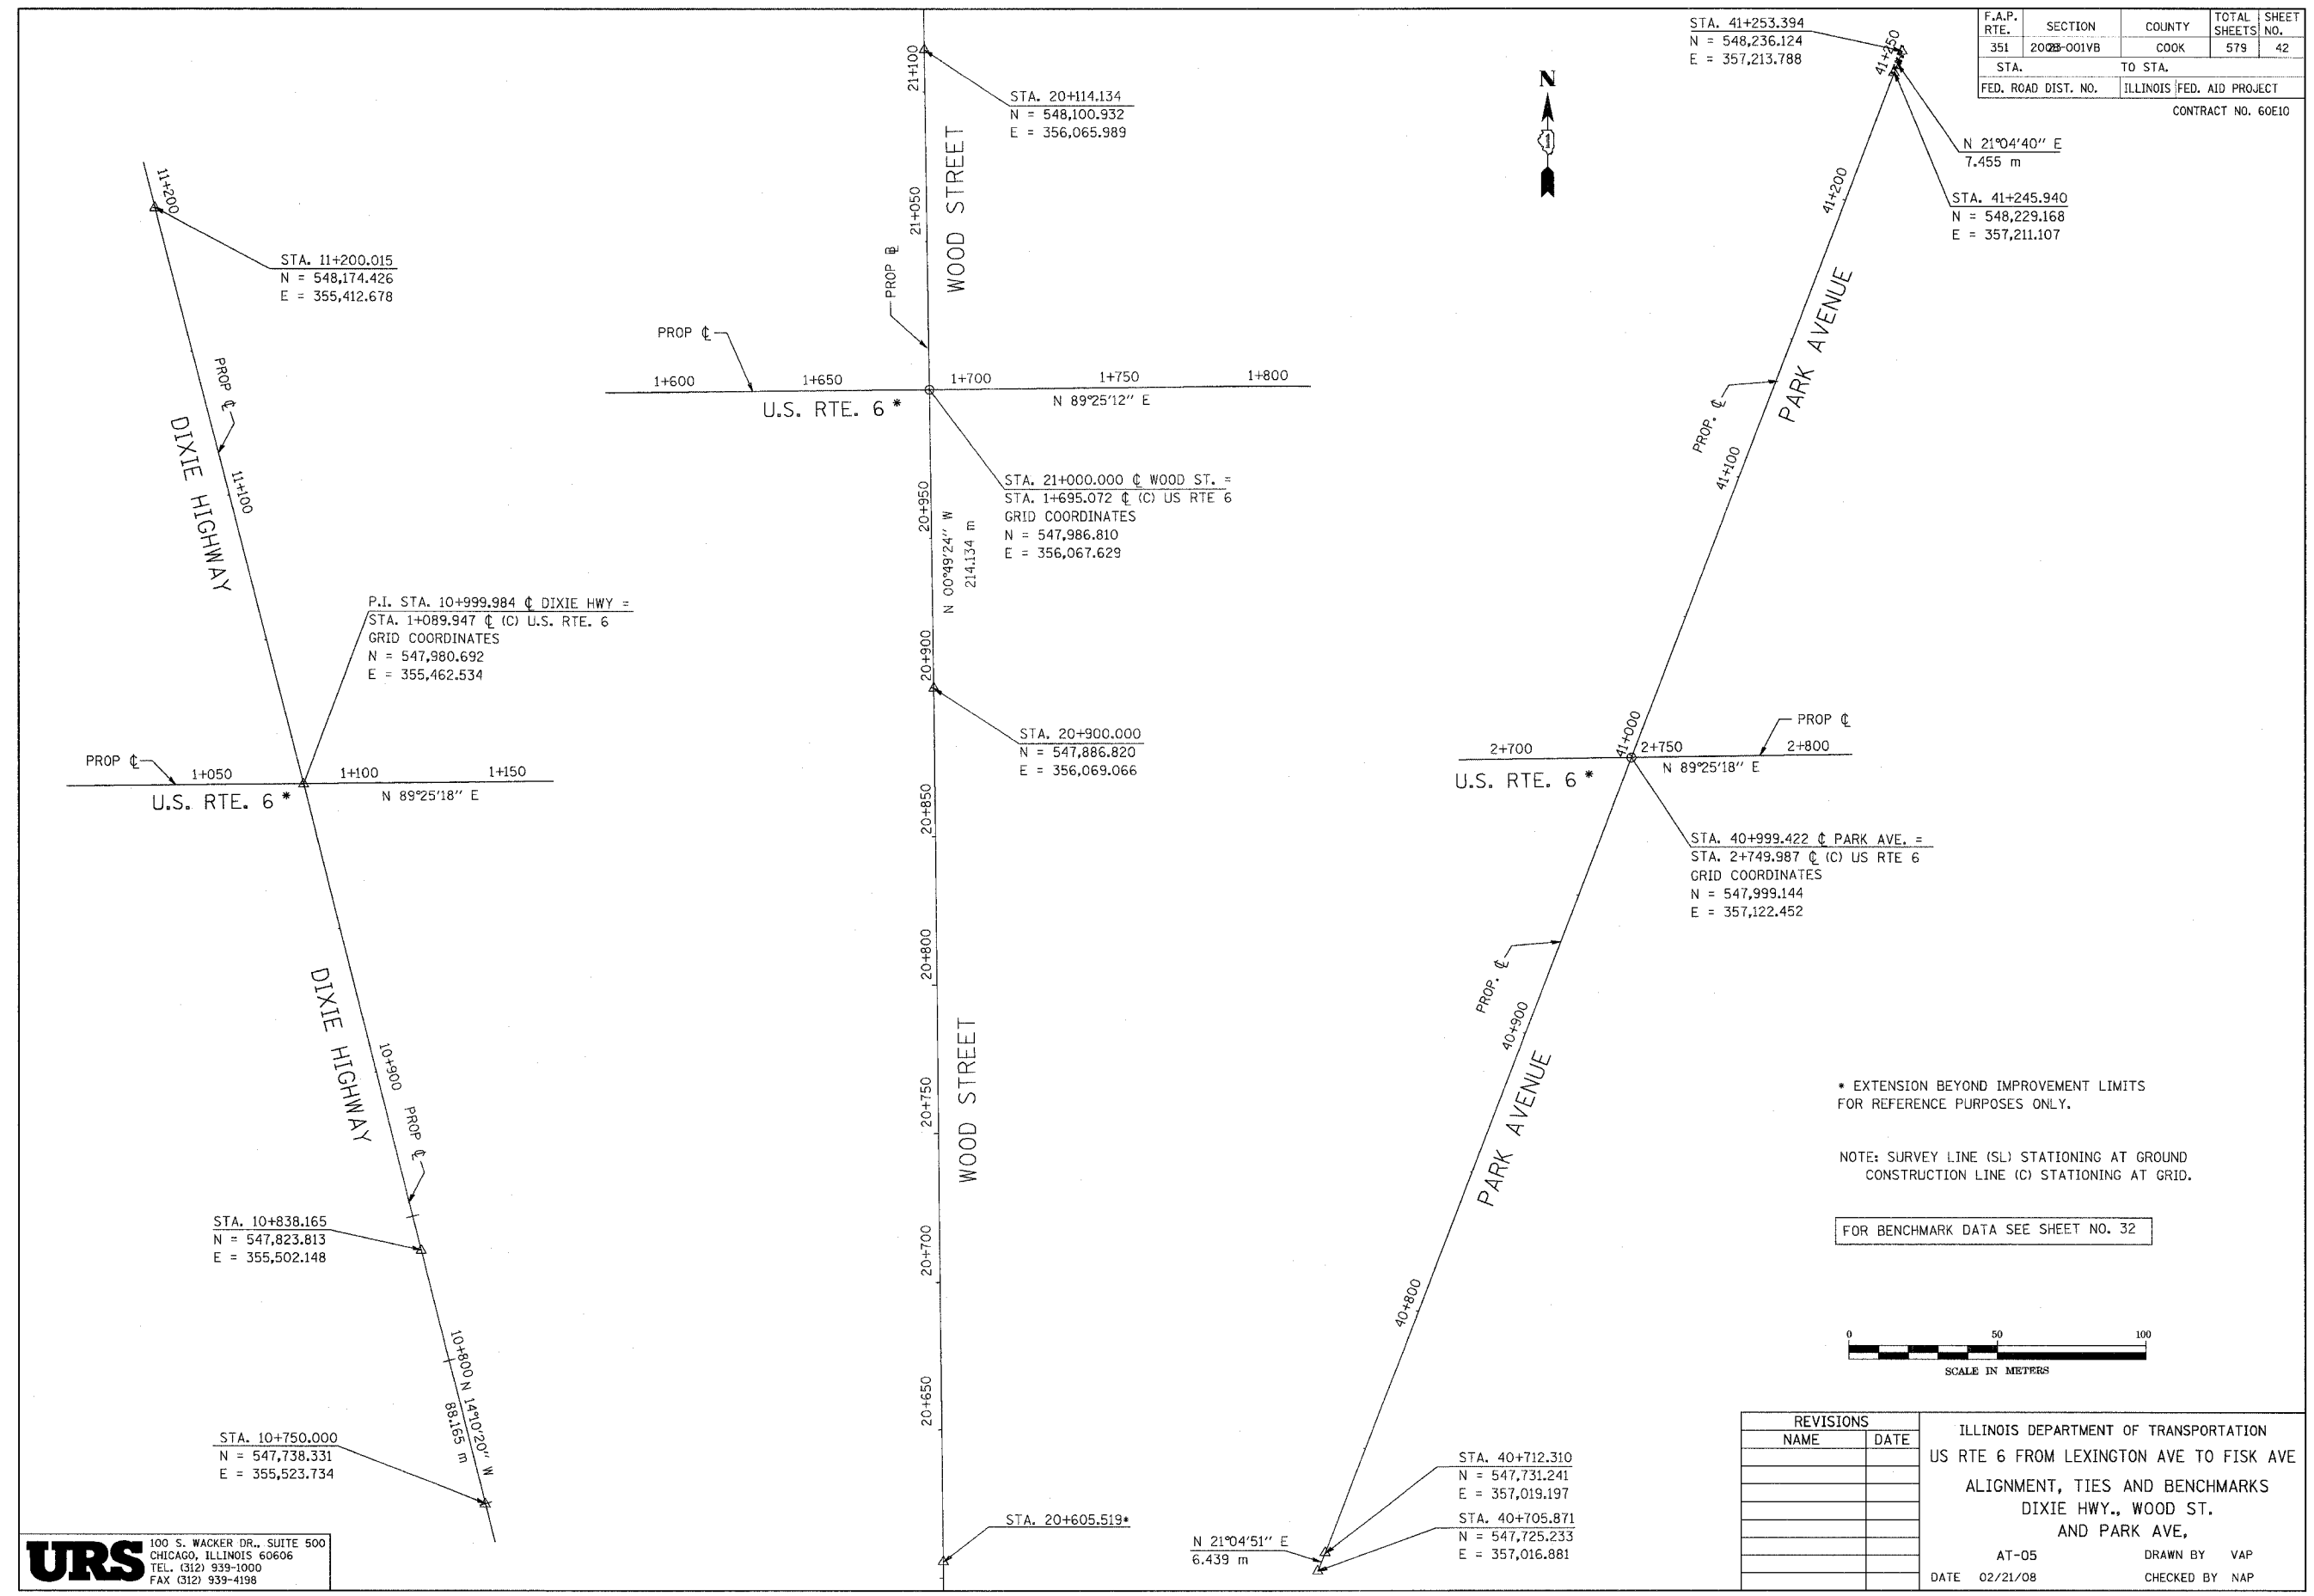 F.A.P. RTE. SECTION COUNTY TOTAL SHEETS SHEET NO.
351 COOK 579 42
STA. TO STA.
FED. ROAD DIST. NO. ILLINOIS FED. AID PROJECT
CONTRACT NO. 60E10
N
1
11+200
STA. 11+200.015
N = 548,174.426
E = 355,412.678
PROP ℄
DIXIE HIGHWAY
11+100
P.I. STA. 10+999.984 ℄ DIXIE HWY =
STA. 1+089.947 ℄ (C) U.S. RTE. 6
GRID COORDINATES
N = 547,980.692
E = 355,462.534
PROP ℄
1+050 1+100 1+150
U.S. RTE. 6 *
N 89°25'18" E
DIXIE HIGHWAY
10+900
PROP ℄
STA. 10+838.165
N = 547,823.813
E = 355,502.148
10+800
N 14°10'20" W
88.165 m
STA. 10+750.000
N = 547,738.331
E = 355,523.734
21+100
STA. 20+114.134
N = 548,100.932
E = 356,065.989
WOOD STREET
21+050
PROP ⅊
PROP ℄
1+600 1+650 1+700 1+750 1+800
U.S. RTE. 6 *
N 89°25'12" E
STA. 21+000.000 ℄ WOOD ST. =
STA. 1+695.072 ℄ (C) US RTE 6
GRID COORDINATES
N = 547,986.810
E = 356,067.629
20+950
N 00°49'24" W
214.134 m
20+900
STA. 20+900.000
N = 547,886.820
E = 356,069.066
20+850
20+800
WOOD STREET
20+750
20+700
20+650
STA. 20+605.519*
STA. 41+253.394
N = 548,236.124
E = 357,213.788
41+250
N 21°04'40" E
7.455 m
STA. 41+245.940
N = 548,229.168
E = 357,211.107
41+200
PARK AVENUE
PROP. ℄
41+100
41+000
PROP ℄
2+700 2+750 2+800
U.S. RTE. 6 *
N 89°25'18" E
STA. 40+999.422 ℄ PARK AVE. =
STA. 2+749.987 ℄ (C) US RTE 6
GRID COORDINATES
N = 547,999.144
E = 357,122.452
PROP. ℄
40+900
PARK AVENUE
40+800
STA. 40+712.310
N = 547,731.241
E = 357,019.197
STA. 40+705.871
N = 547,725.233
E = 357,016.881
N 21°04'51" E
6.439 m
* EXTENSION BEYOND IMPROVEMENT LIMITS
FOR REFERENCE PURPOSES ONLY.
NOTE: SURVEY LINE (SL) STATIONING AT GROUND
CONSTRUCTION LINE (C) STATIONING AT GRID.
FOR BENCHMARK DATA SEE SHEET NO. 32
0 50 100
SCALE IN METERS
REVISIONS
NAME DATE
ILLINOIS DEPARTMENT OF TRANSPORTATION
US RTE 6 FROM LEXINGTON AVE TO FISK AVE
ALIGNMENT, TIES AND BENCHMARKS
DIXIE HWY., WOOD ST.
AND PARK AVE,
AT-05 DRAWN BY VAP
DATE 02/21/08 CHECKED BY NAP
URS
100 S. WACKER DR., SUITE 500
CHICAGO, ILLINOIS 60606
TEL. (312) 939-1000
FAX (312) 939-4198